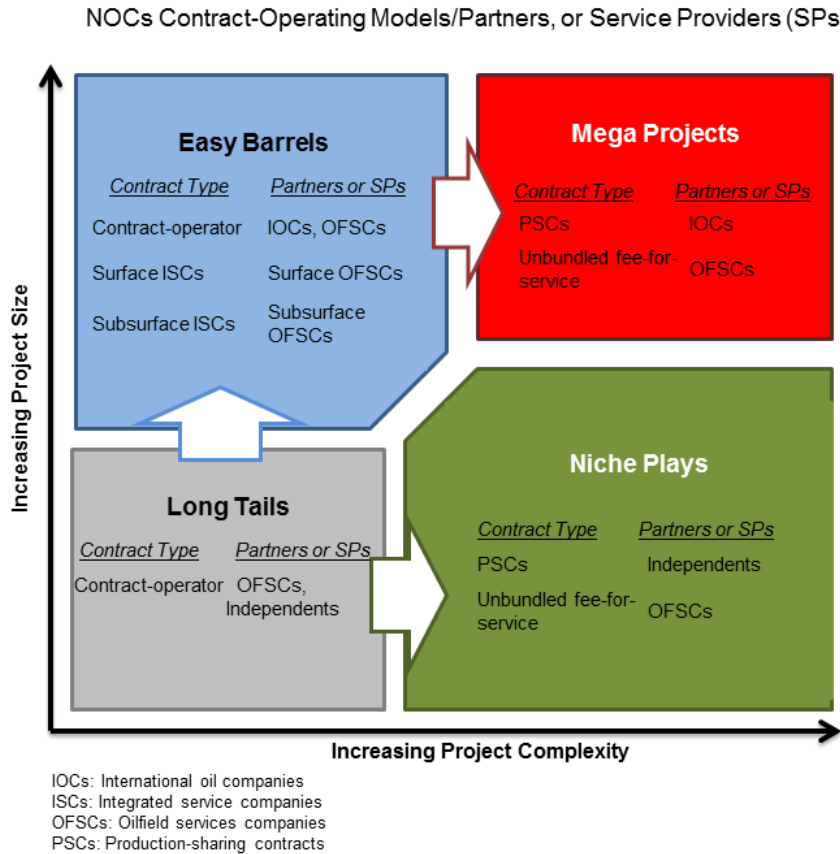 NOCs Contract-Operating Models/Partners, or Service Providers (SPs
Increasing Project Size
Easy Barrels
Contract Type Partners or SPs
Contract-operator IOCs, OFSCs
Surface ISCs Surface OFSCs
Subsurface ISCs Subsurface
OFSCs
Mega Projects
Contract Type Partners or SPs
PSCs IOCs
Unbundled fee-for-
service OFSCs
Long Tails
Contract Type Partners or SPs
Contract-operator OFSCs,
Independents
Niche Plays
Contract Type Partners or SPs
PSCs Independents
Unbundled fee-for-
service OFSCs
Increasing Project Complexity
IOCs: International oil companies
ISCs: Integrated service companies
OFSCs: Oilfield services companies
PSCs: Production-sharing contracts